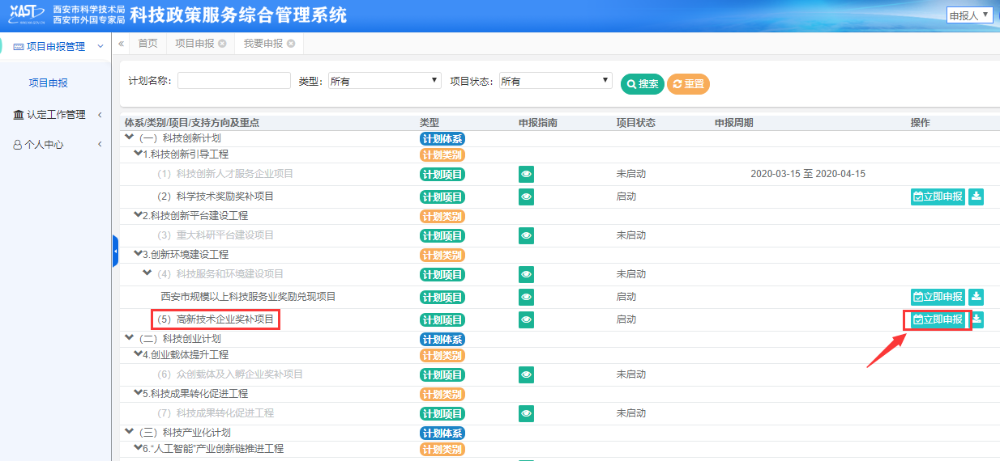 XAST 西安市科学技术局 西安市外国专家局 科技政策服务综合管理系统 申报人
项目申报管理
项目申报
认定工作管理
个人中心
« 首页 项目申报 我要申报
计划名称: 类型: 所有 项目状态: 所有 搜索 重置
体系/类别/项目/支持方向及重点 类型 申报指南 项目状态 申报周期 操作
（一）科技创新计划 计划体系
1.科技创新引导工程 计划类别
（1）科技创新人才服务企业项目 计划项目 未启动 2020-03-15 至 2020-04-15
（2）科学技术奖励奖补项目 计划项目 启动 立即申报
2.科技创新平台建设工程 计划类别
（3）重大科研平台建设项目 计划项目 未启动
3.创新环境建设工程 计划类别
（4）科技服务和环境建设项目 计划项目 未启动
西安市规模以上科技服务业奖励兑现项目 计划项目 启动 立即申报
（5）高新技术企业奖补项目 计划项目 启动 立即申报
（二）科技创业计划 计划体系
4.创业载体提升工程 计划类别
（6）众创载体及入孵企业奖补项目 计划项目 未启动
5.科技成果转化促进工程 计划类别
（7）科技成果转化促进工程 计划项目 未启动
（三）科技产业化计划 计划体系
6.“人工智能”产业创新链推进工程 计划类别